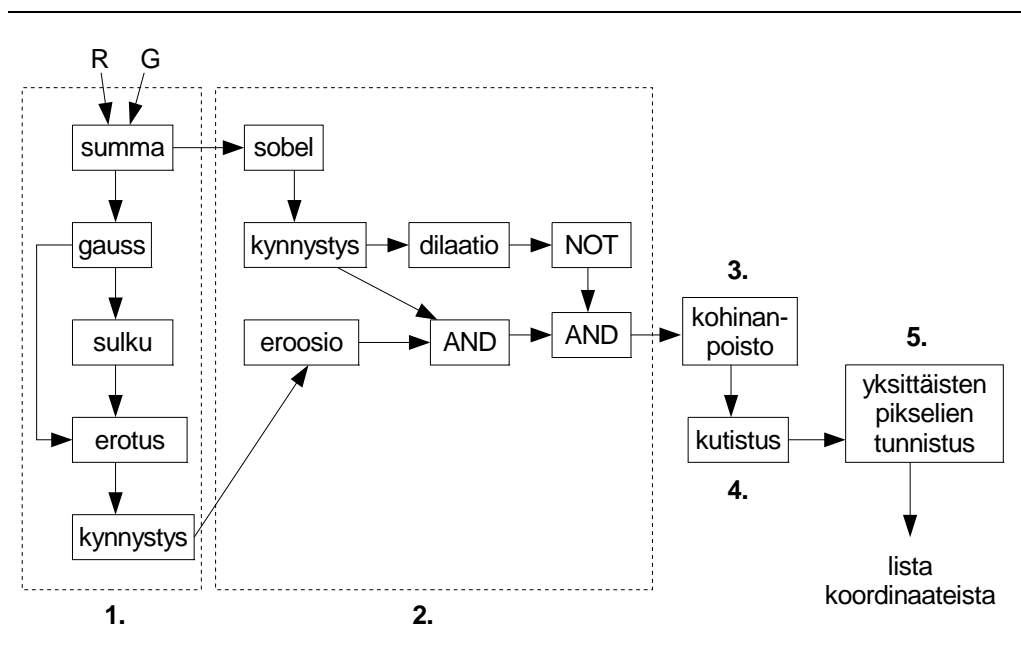 R G
summa
sobel
gauss
kynnystys
dilaatio
NOT
3.
kohinan-
poisto
sulku
eroosio
AND
AND
5.
yksittäisten
pikselien
tunnistus
erotus
kutistus
4.
kynnystys
lista
koordinaateista
1.
2.